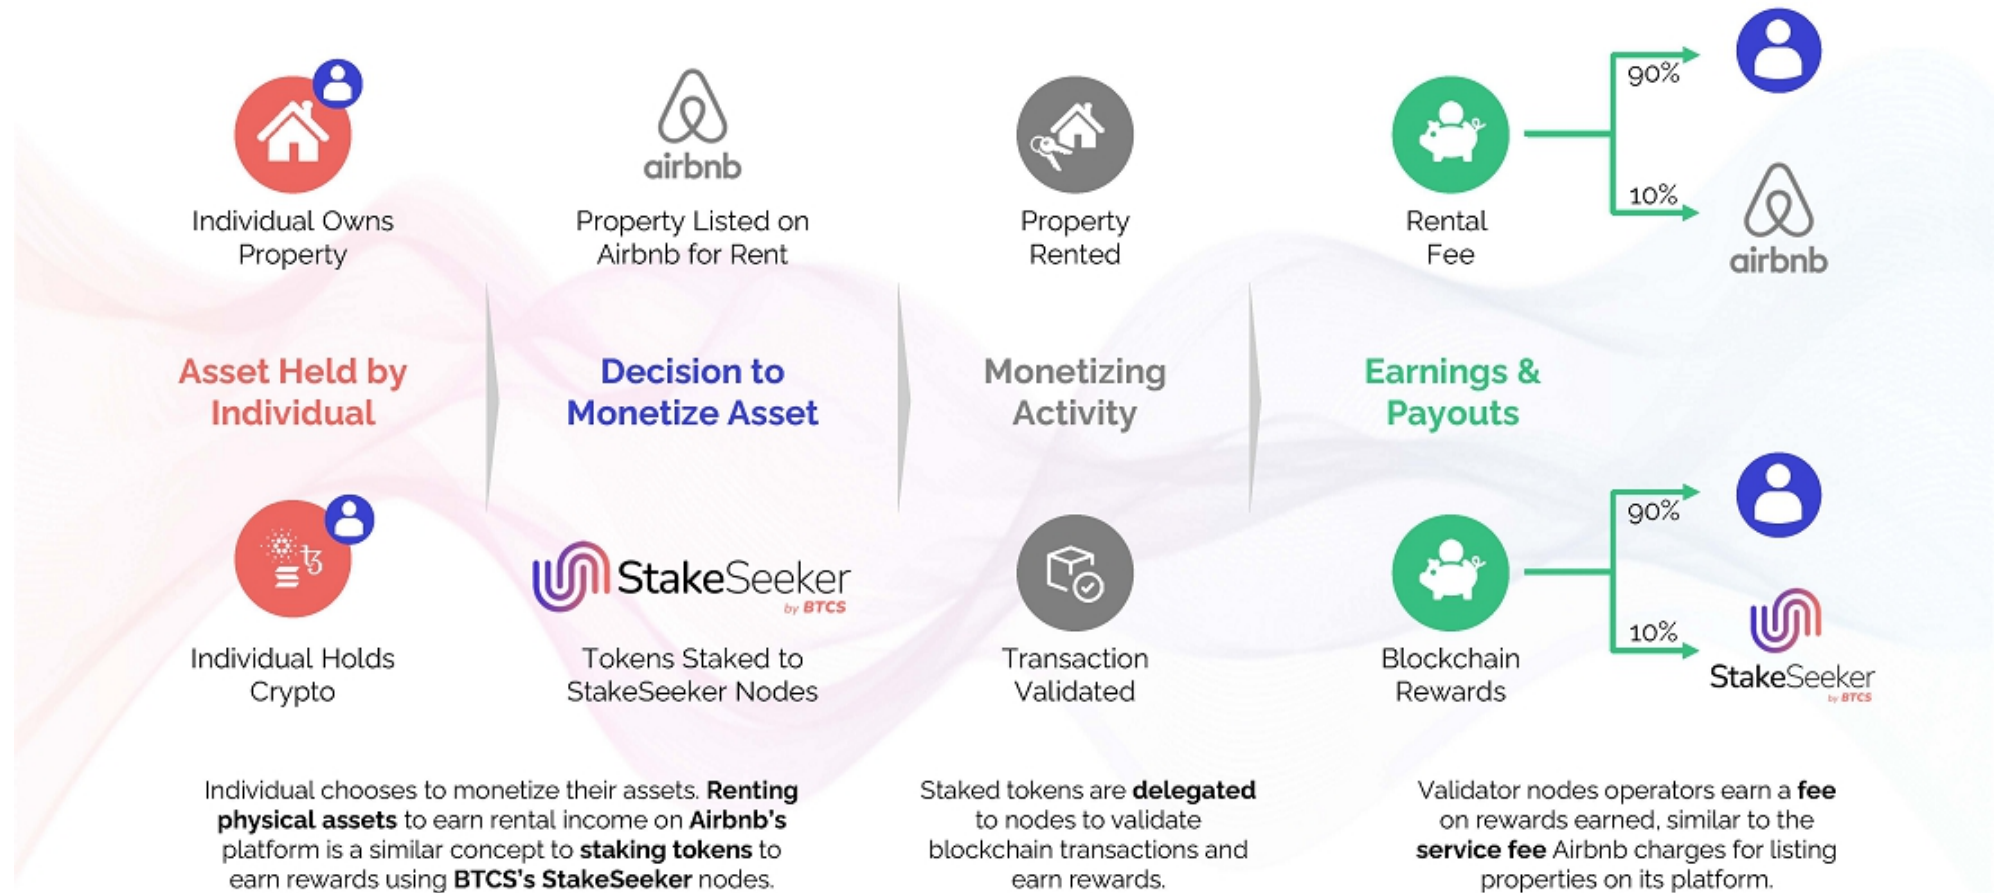 airbnb
Individual Owns
Property
Property Listed on
Airbnb for Rent
Property
Rented
Rental
Fee
90%
10%
airbnb
Asset Held by
Individual
Decision to
Monetize Asset
Monetizing
Activity
Earnings &
Payouts
StakeSeeker
by BTCS
Individual Holds
Crypto
Tokens Staked to
StakeSeeker Nodes
Transaction
Validated
Blockchain
Rewards
90%
10%
StakeSeeker
by BTCS
Individual chooses to monetize their assets. Renting
physical assets to earn rental income on Airbnb's
platform is a similar concept to staking tokens to
earn rewards using BTCS's StakeSeeker nodes.
Staked tokens are delegated
to nodes to validate
blockchain transactions and
earn rewards.
Validator nodes operators earn a fee
on rewards earned, similar to the
service fee Airbnb charges for listing
properties on its platform.